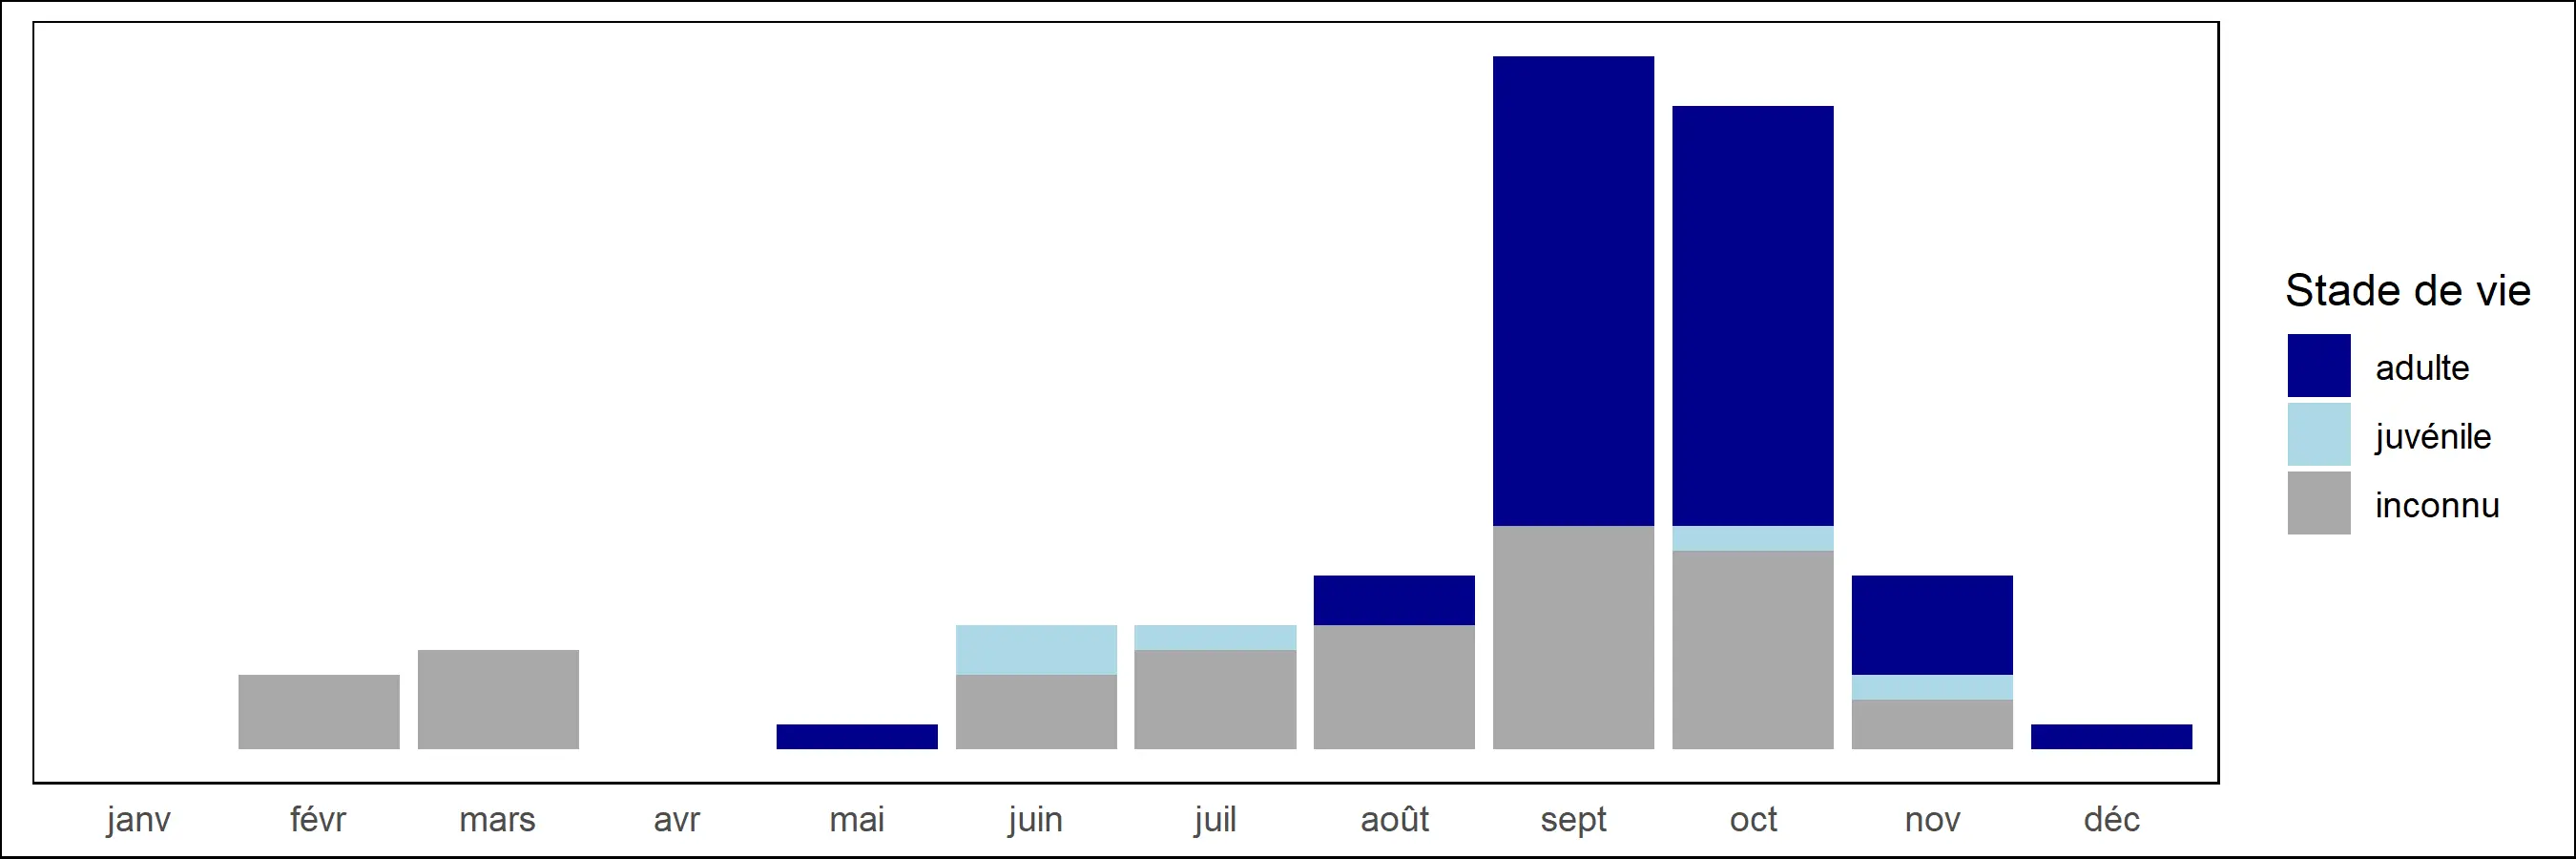 Stade de vie
adulte
juvénile
inconnu
janv févr mars avr mai juin juil août sept oct nov déc